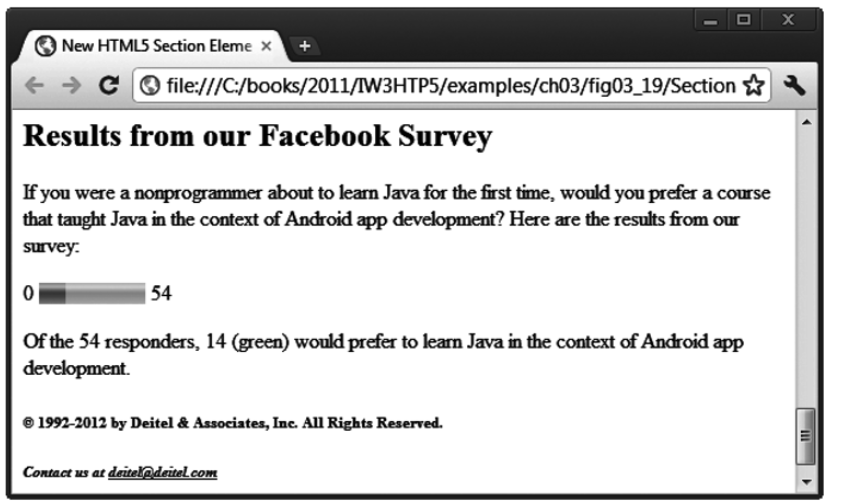 New HTML5 Section Eleme
file:///C:/books/2011/IW3HTP5/examples/ch03/fig03_19/Section
Results from our Facebook Survey
If you were a nonprogrammer about to learn Java for the first time, would you prefer a course
that taught Java in the context of Android app development? Here are the results from our
survey:
0 54
Of the 54 responders, 14 (green) would prefer to learn Java in the context of Android app
development.
© 1992-2012 by Deitel & Associates, Inc. All Rights Reserved.
Contact us at deitel@deitel.com